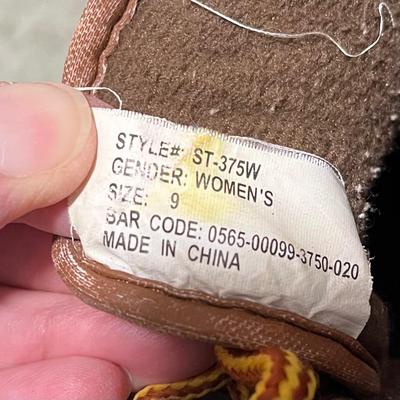 STYLE#: ST-375W
GENDER: WOMEN'S
SIZE: 9
BAR CODE: 0565-00099-3750-020
MADE IN CHINA